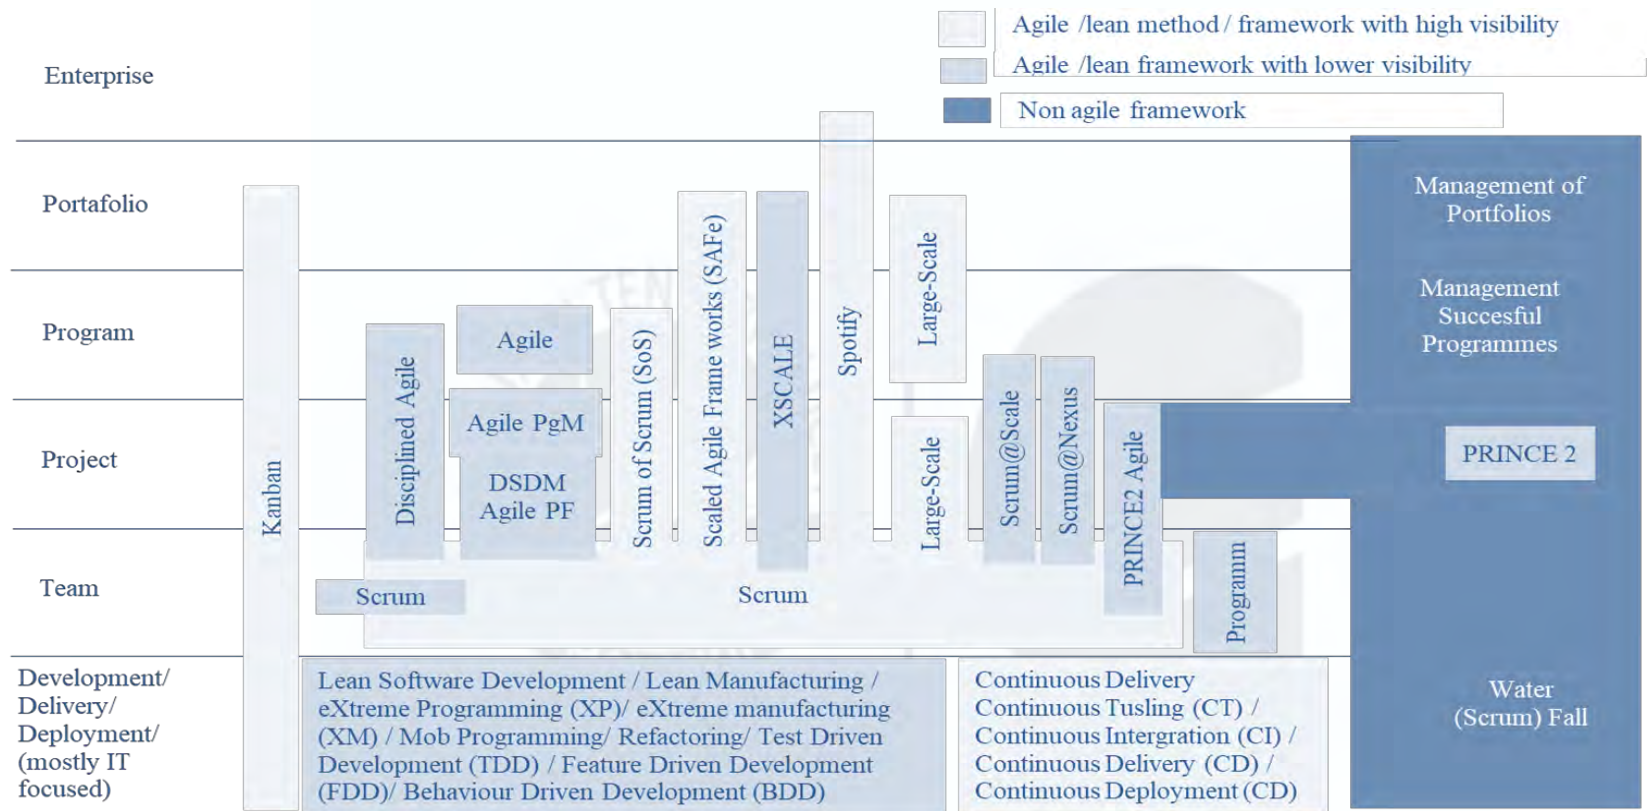 Agile /lean method / framework with high visibility
Agile /lean framework with lower visibility
Non agile framework
Enterprise
Portafolio
Program
Project
Team
Development/
Delivery/
Deployment/
(mostly IT
focused)
Kanban
Disciplined Agile
Agile
Agile PgM
DSDM
Agile PF
Scrum of Scrum (SoS)
Scaled Agile Frame works (SAFe)
XSCALE
Spotify
Large-Scale
Large-Scale
Scrum@Scale
Scrum@Nexus
PRINCE2 Agile
Programm
Scrum
Scrum
Management of
Portfolios
Management
Succesful
Programmes
PRINCE 2
Water
(Scrum) Fall
Lean Software Development / Lean Manufacturing /
eXtreme Programming (XP)/ eXtreme manufacturing
(XM) / Mob Programming/ Refactoring/ Test Driven
Development (TDD) / Feature Driven Development
(FDD)/ Behaviour Driven Development (BDD)
Continuous Delivery
Continuous Tusling (CT) /
Continuous Intergration (CI) /
Continuous Delivery (CD) /
Continuous Deployment (CD)